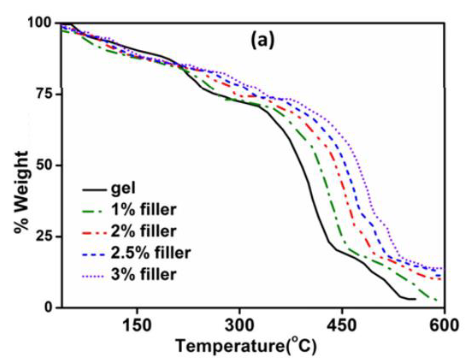 100
(a)
75
50
25
0
% Weight
gel
1% filler
2% filler
2.5% filler
3% filler
150 300 450 600
Temperature(°C)